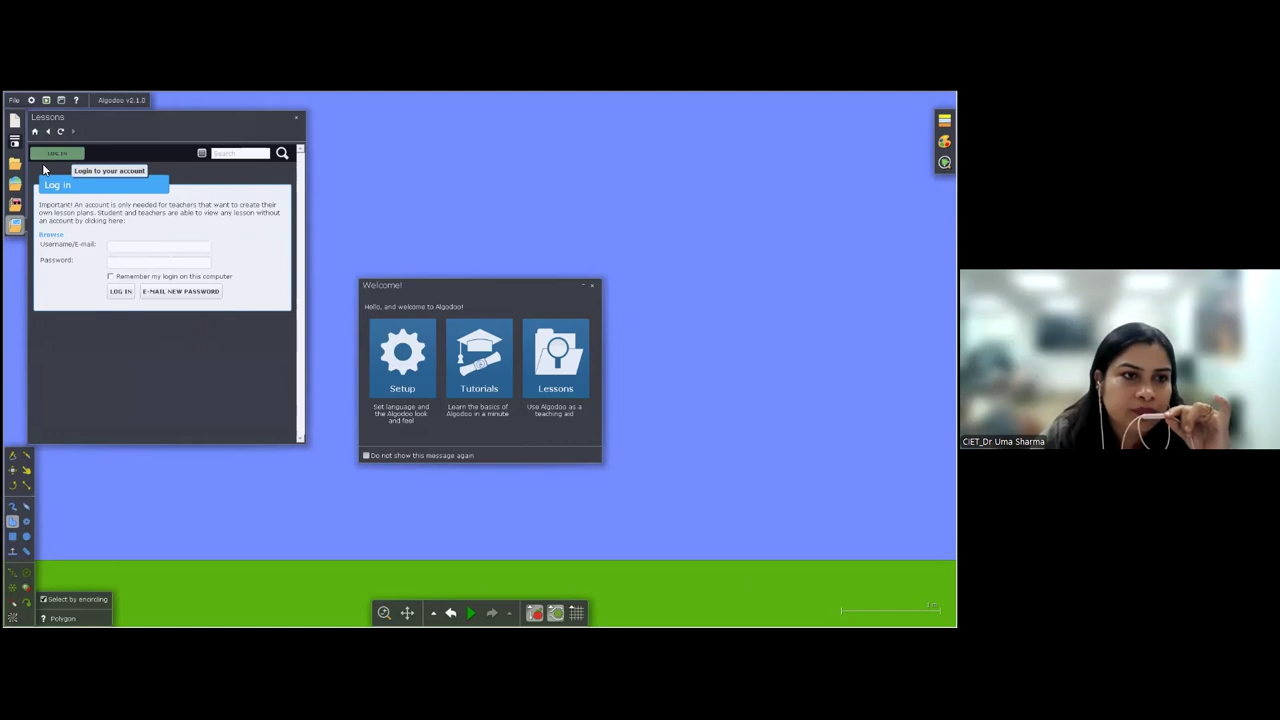 File ? Algodoo v2.1.0
Lessons
LOG IN
Search
Login to your account
Log in
Important! An account is only needed for teachers that want to create their
own lesson plans. Student and teachers are able to view any lesson without
an account by clicking here:
Browse
Username/E-mail:
Password:
Remember my login on this computer
LOG IN E-MAIL NEW PASSWORD
Welcome!
Hello, and welcome to Algodoo!
Setup Tutorials Lessons
Set language and
the Algodoo look
and feel
Learn the basics of
Algodoo in a minute
Use Algodoo as a
teaching aid
Do not show this message again
CIET_Dr Uma Sharma
Select by encircling
? Polygon
1 m